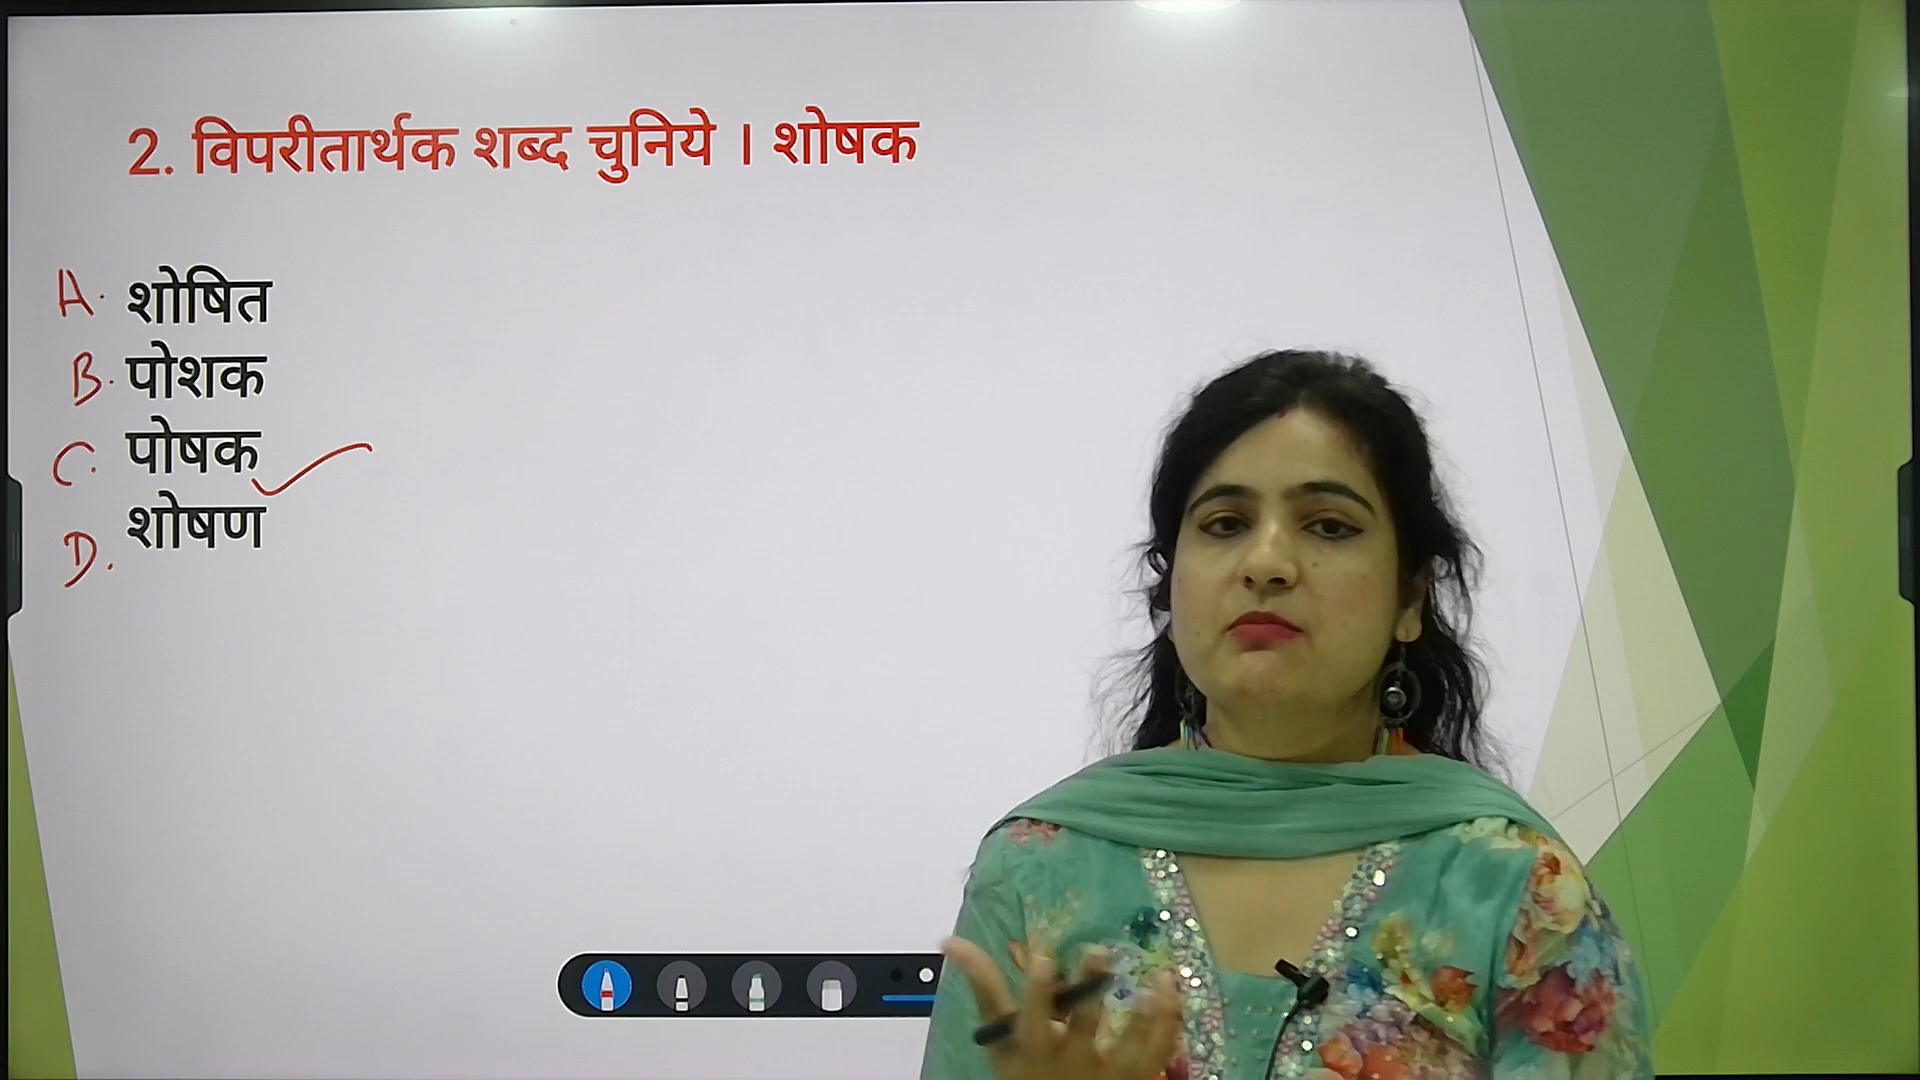 2. विपरीतार्थक शब्द चुनिये । शोषक
A. शोषित
B. पोशक
C. पोषक
D. शोषण